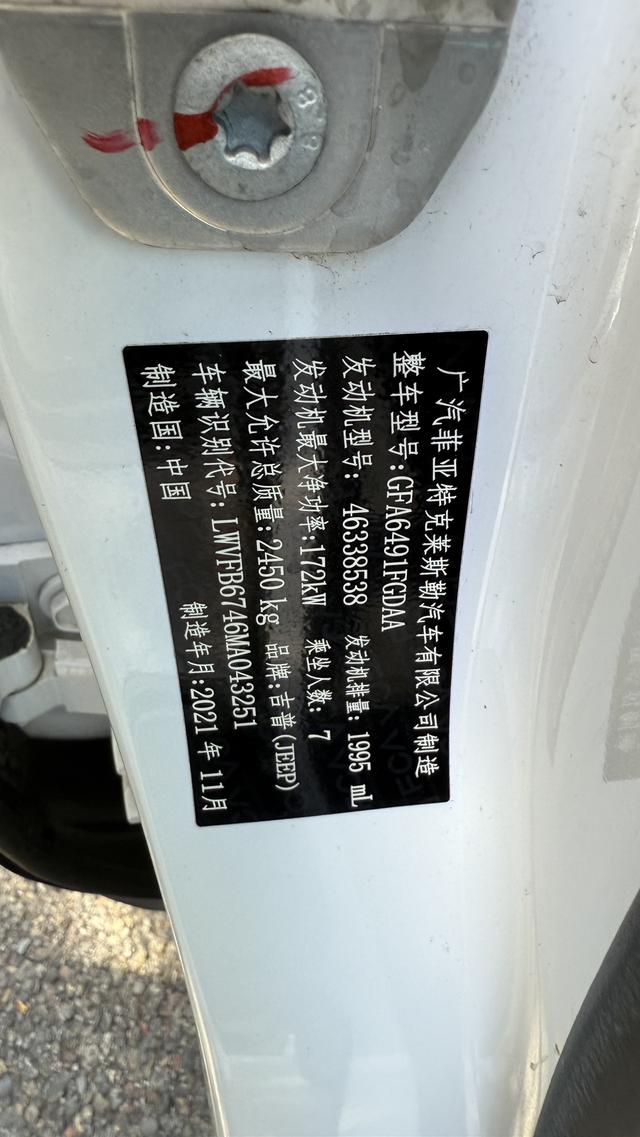 广汽菲亚特克莱斯勒汽车有限公司制造
整车型号:GFA6491FGDAA
发动机型号: 46338538 发动机排量: 1995 mL
发动机最大净功率:172kW 乘坐人数: 7
最大允许总质量:2450 kg 品牌:吉普(JEEP)
车辆识别代号:LWVFB6746MA043251
制造国:中国 制造年月:2021 年 11月